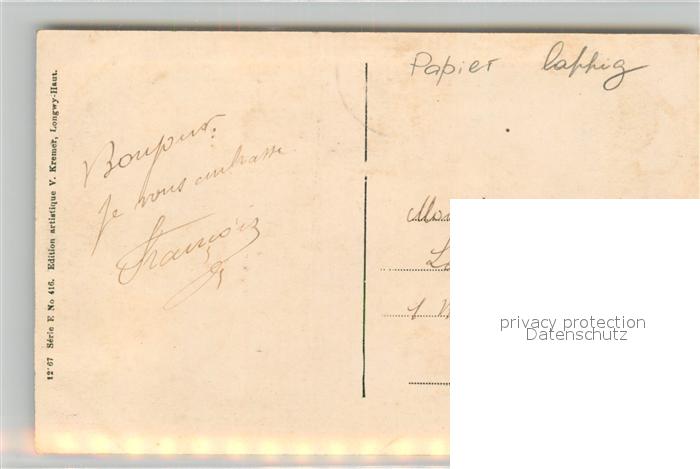 12'67 Série E No 416. Edition artistique V. Kremer, Longwy-Haut.
Bonjour.
Je vous embrasse
François
Papier lappig
privacy protection
Datenschutz